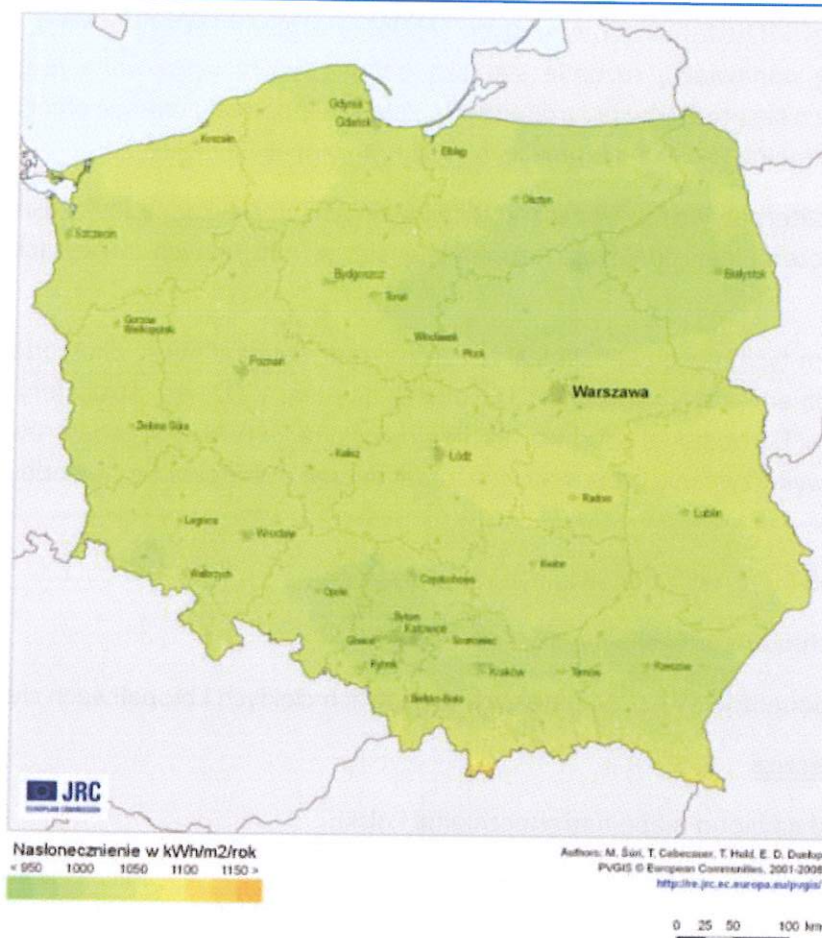 Gdynia
Gdańsk
Koszalin
Elbląg
Olsztyn
Szczecin
Białystok
Bydgoszcz
Toruń
Gorzów
Wielkopolski
Włocławek
Płock
Poznań
Warszawa
Zielona Góra
Kalisz
Łódź
Radom
Legnica
Lublin
Wrocław
Wałbrzych
Częstochowa
Kielce
Opole
Bytom
Katowice
Gliwice
Sosnowiec
Rybnik
Kraków
Tarnów
Rzeszów
Bielsko-Biała
JRC
EUROPEAN COMMISSION
Nasłonecznienie w kWh/m2/rok
< 950 1000 1050 1100 1150 >
Authors: M. Šúri, T. Cebecauer, T. Huld, E. D. Dunlop
PVGIS © European Communities, 2001-2008
http://re.jrc.ec.europa.eu/pvgis/
0 25 50 100 km